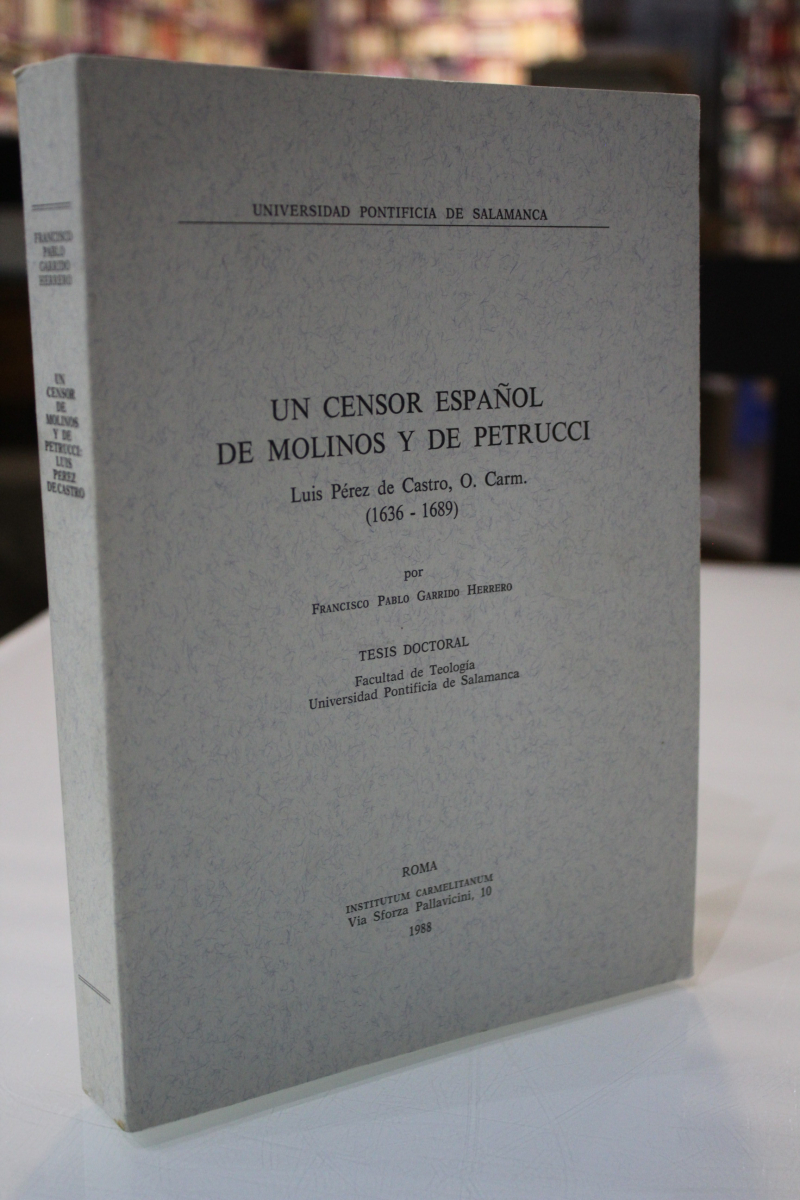 UNIVERSIDAD PONTIFICIA DE SALAMANCA
UN CENSOR ESPAÑOL
DE MOLINOS Y DE PETRUCCI
Luis Pérez de Castro, O. Carm.
(1636 - 1689)
por
FRANCISCO PABLO GARRIDO HERRERO
TESIS DOCTORAL
Facultad de Teología
Universidad Pontificia de Salamanca
ROMA
INSTITUTUM CARMELITANUM
Via Sforza Pallavicini, 10
1988
FRANCISCO
PABLO
GARRIDO
HERRERO
UN
CENSOR
DE
MOLINOS
Y DE
PETRUCCI:
LUIS
PEREZ
DE CASTRO